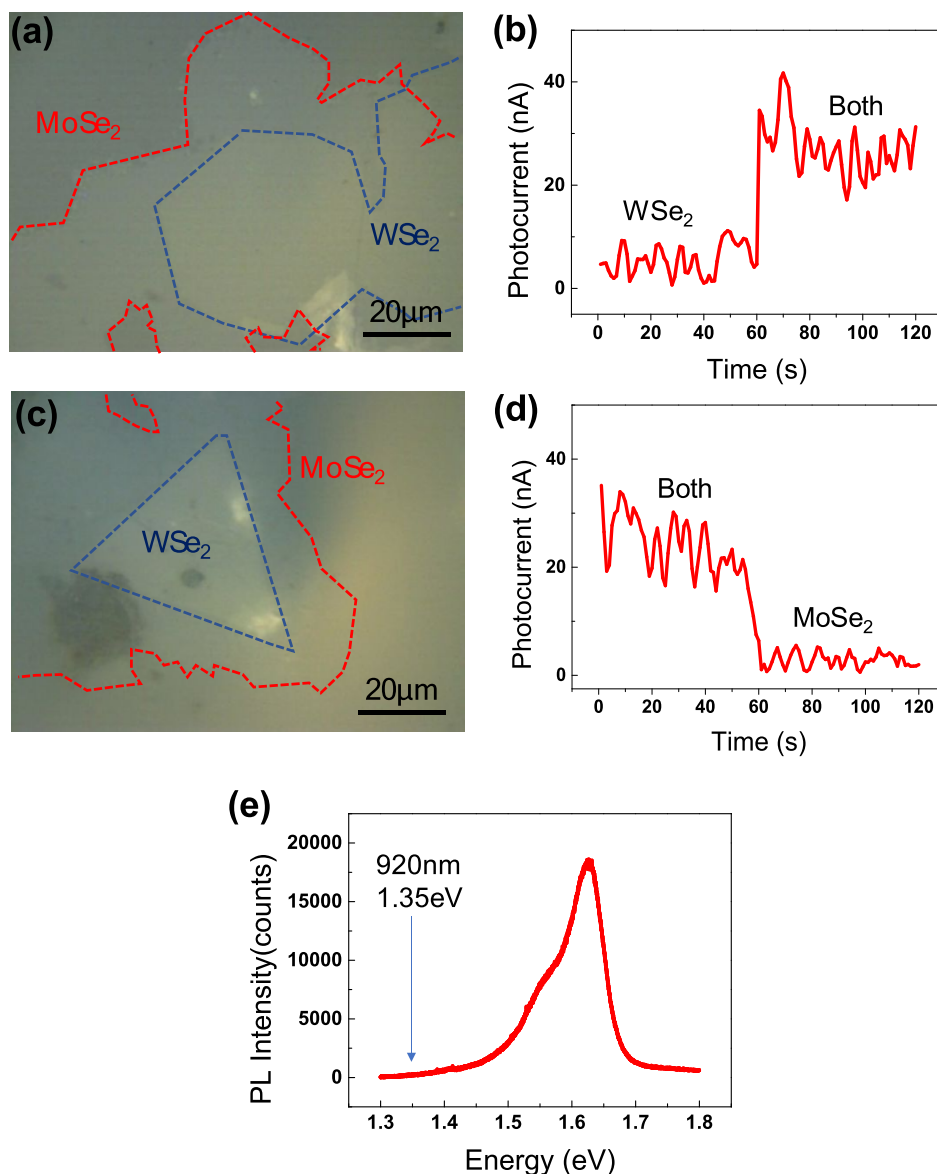 (a)
MoSe₂
WSe₂
20µm
(b)
Photocurrent (nA)
40
20
0
WSe₂
Both
0 20 40 60 80 100 120
Time (s)
(c)
MoSe₂
WSe₂
20µm
(d)
Photocurrent (nA)
40
20
0
Both
MoSe₂
0 20 40 60 80 100 120
Time (s)
(e)
PL Intensity(counts)
20000
15000
10000
5000
0
920nm
1.35eV
1.3 1.4 1.5 1.6 1.7 1.8
Energy (eV)